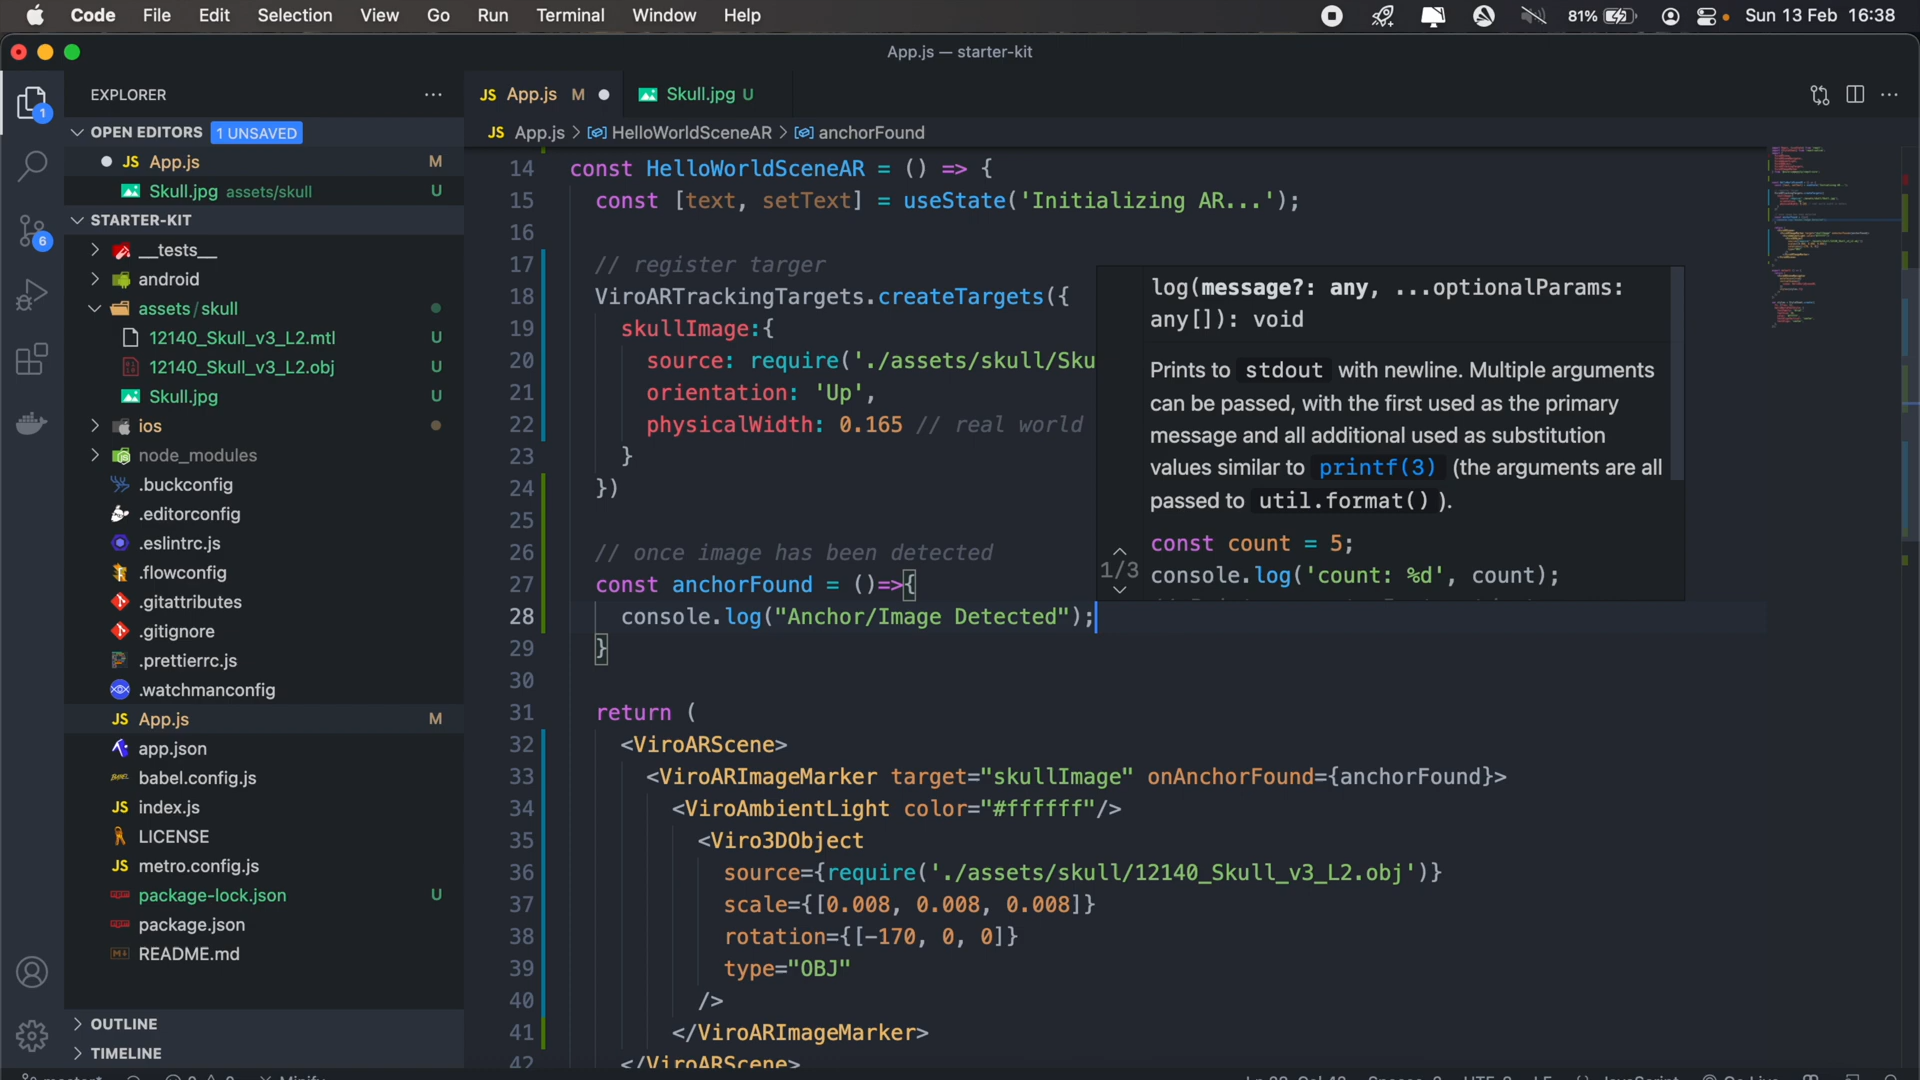 Code File Edit Selection View Go Run Terminal Window Help 81% Sun 13 Feb 16:38
App.js — starter-kit
EXPLORER
JS App.js M
Skull.jpg U
OPEN EDITORS 1 UNSAVED
JS App.js > HelloWorldSceneAR > anchorFound
JS App.js M
Skull.jpg assets/skull U
STARTER-KIT
__tests__
android
assets/skull
12140_Skull_v3_L2.mtl U
12140_Skull_v3_L2.obj U
Skull.jpg U
ios
node_modules
.buckconfig
.editorconfig
.eslintrc.js
.flowconfig
.gitattributes
.gitignore
.prettierrc.js
.watchmanconfig
JS App.js M
app.json
babel.config.js
JS index.js
LICENSE
JS metro.config.js
package-lock.json U
package.json
README.md
OUTLINE
TIMELINE
1
6
14 const HelloWorldSceneAR = () => {
15 const [text, setText] = useState('Initializing AR...');
16
17 // register targer
18 ViroARTrackingTargets.createTargets({
19 skullImage:{
20 source: require('./assets/skull/Sku
21 orientation: 'Up',
22 physicalWidth: 0.165 // real world
23 }
24 })
25
26 // once image has been detected
27 const anchorFound = ()=>{
28 console.log("Anchor/Image Detected");
29 }
30
31 return (
32 <ViroARScene>
33 <ViroARImageMarker target="skullImage" onAnchorFound={anchorFound}>
34 <ViroAmbientLight color="#ffffff"/>
35 <Viro3DObject
36 source={require('./assets/skull/12140_Skull_v3_L2.obj')}
37 scale={[0.008, 0.008, 0.008]}
38 rotation={[-170, 0, 0]}
39 type="OBJ"
40 />
41 </ViroARImageMarker>
42 </ViroARScene>
log(message?: any, ...optionalParams:
any[]): void
Prints to stdout with newline. Multiple arguments
can be passed, with the first used as the primary
message and all additional used as substitution
values similar to printf(3) (the arguments are all
passed to util.format() ).
const count = 5;
1/3 console.log('count: %d', count);